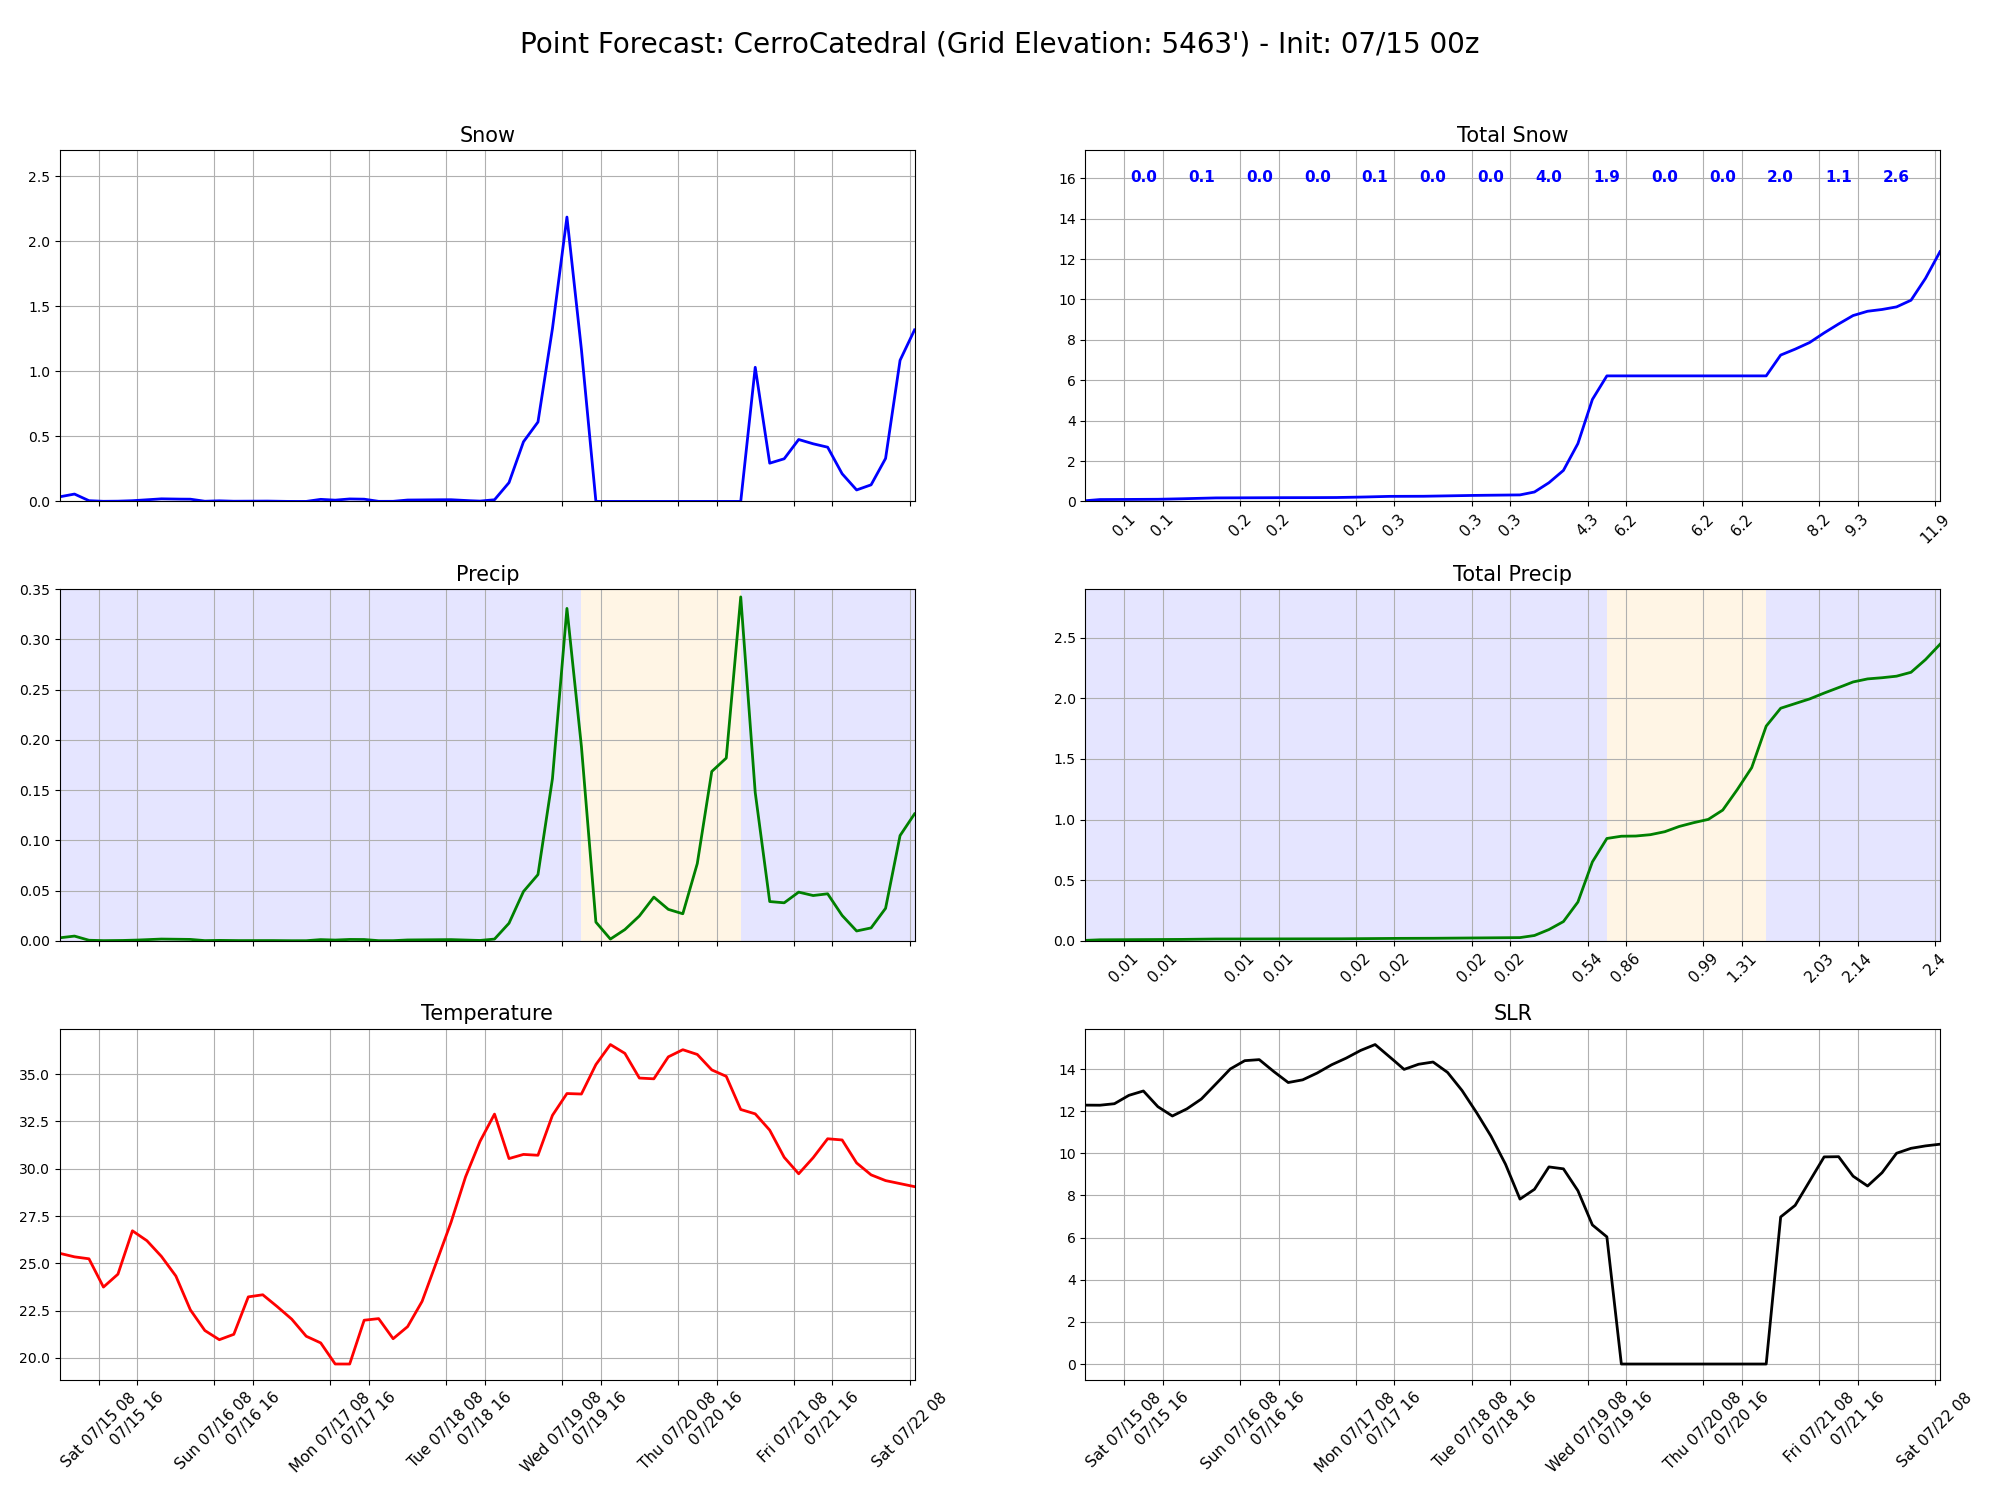 Point Forecast: CerroCatedral (Grid Elevation: 5463') - Init: 07/15 00z
Snow
2.5
2.0
1.5
1.0
0.5
0.0
Total Snow
0.0 0.1 0.0 0.0 0.1 0.0 0.0 4.0 1.9 0.0 0.0 2.0 1.1 2.6
16
14
12
10
8
6
4
2
0
0.1 0.1 0.2 0.2 0.2 0.3 0.3 0.3 4.3 6.2 6.2 6.2 8.2 9.3 11.9
Precip
0.35
0.30
0.25
0.20
0.15
0.10
0.05
0.00
Total Precip
2.5
2.0
1.5
1.0
0.5
0.0
0.01 0.01 0.01 0.01 0.02 0.02 0.02 0.02 0.54 0.86 0.99 1.31 2.03 2.14 2.4
Temperature
35.0
32.5
30.0
27.5
25.0
22.5
20.0
Sat 07/15 08
07/15 16
Sun 07/16 08
07/16 16
Mon 07/17 08
07/17 16
Tue 07/18 08
07/18 16
Wed 07/19 08
07/19 16
Thu 07/20 08
07/20 16
Fri 07/21 08
07/21 16
Sat 07/22 08
SLR
14
12
10
8
6
4
2
0
Sat 07/15 08
07/15 16
Sun 07/16 08
07/16 16
Mon 07/17 08
07/17 16
Tue 07/18 08
07/18 16
Wed 07/19 08
07/19 16
Thu 07/20 08
07/20 16
Fri 07/21 08
07/21 16
Sat 07/22 08